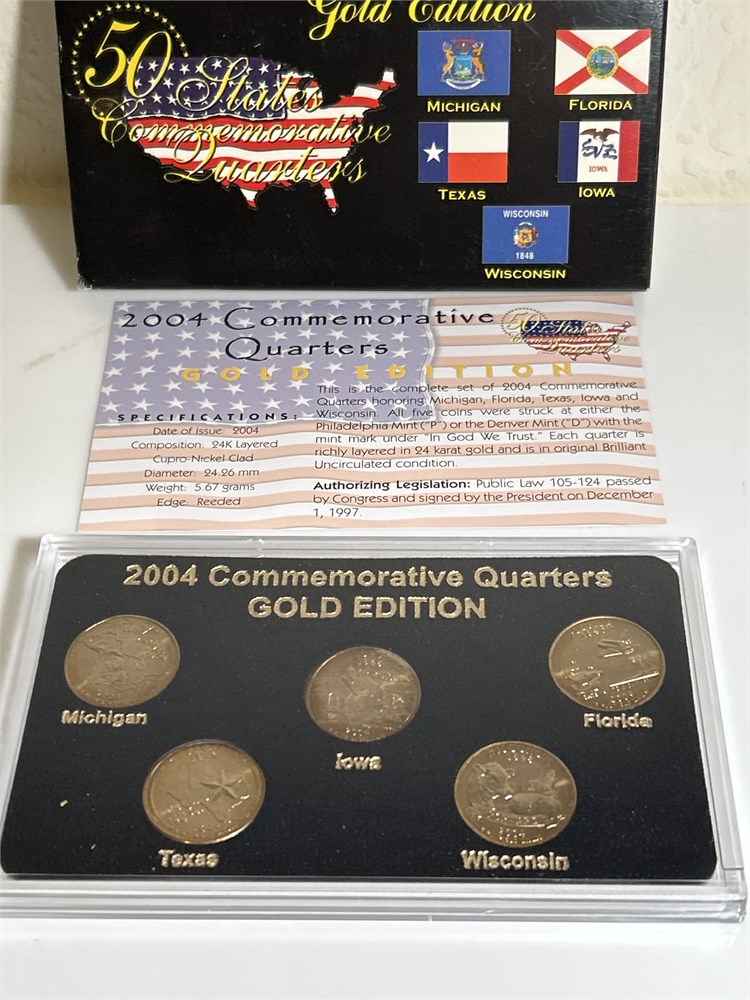 Gold Edition
50 States
Commemorative
Quarters
MICHIGAN
FLORIDA
TEXAS
IOWA
IOWA
WISCONSIN
1848
WISCONSIN
2004 Commemorative
Quarters
GOLD EDITION
SPECIFICATIONS:
Date of Issue: 2004
Composition: 24K Layered
Cupro-Nickel Clad
Diameter: 24.26 mm
Weight: 5.67 grams
Edge: Reeded
This is the complete set of 2004 Commemorative
Quarters honoring Michigan, Florida, Texas, Iowa and
Wisconsin. All five coins were struck at either the
Philadelphia Mint ("P") or the Denver Mint ("D") with the
mint mark under "In God We Trust." Each quarter is
richly layered in 24 karat gold and is in original Brilliant
Uncirculated condition.
Authorizing Legislation: Public Law 105-124 passed
by Congress and signed by the President on December
1, 1997.
50 States
Commemorative
Quarters
2004 Commemorative Quarters
GOLD EDITION
Michigan
Iowa
Florida
Texas
Wisconsin